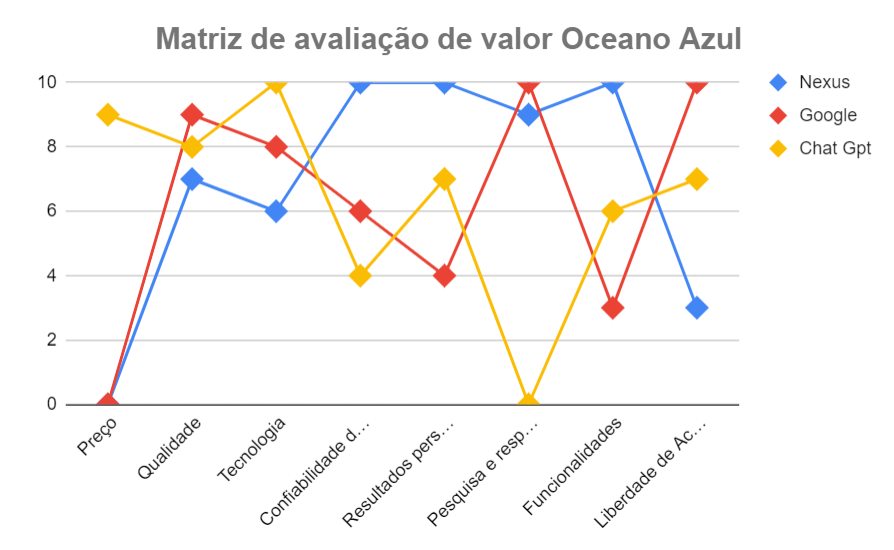 Matriz de avaliação de valor Oceano Azul
10
8
6
4
2
0
Nexus
Google
Chat Gpt
Preço
Qualidade
Tecnologia
Confiabilidade d...
Resultados pers...
Pesquisa e resp...
Funcionalidades
Liberdade de Ac...